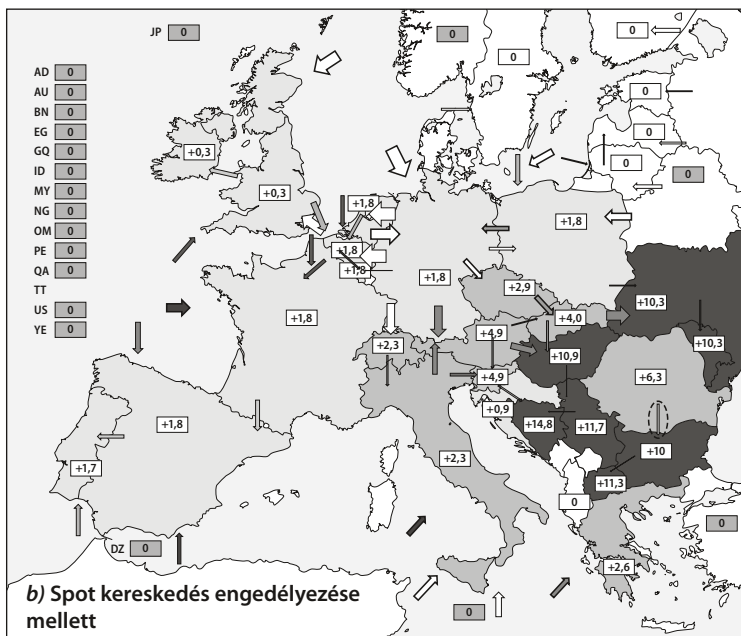 JP 0
AD 0
AU 0
BN 0
EG 0
GQ 0
ID 0
MY 0
NG 0
OM 0
PE 0
QA 0
TT
US 0
YE 0
0
0
0
0
0
0
0
+0,3
+0,3
+1,8
+1,8
+1,8
+1,8
+1,8
+1,8
+2,9
+4,0
+10,3
+10,3
+2,3
+4,9
+10,9
+4,9
+6,3
+0,9
+14,8
+11,7
+10
+11,3
+1,8
+1,7
+2,3
0
0
+2,6
DZ 0
0
b) Spot kereskedés engedélyezése
mellett